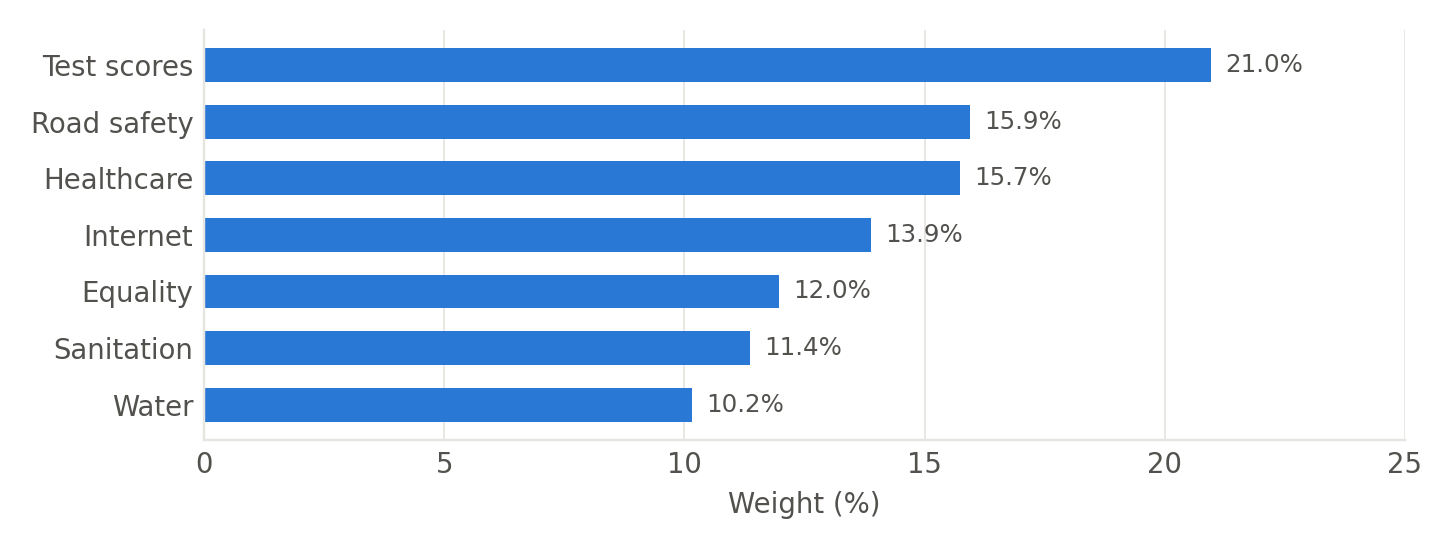 Test scores 21.0%
Road safety 15.9%
Healthcare 15.7%
Internet 13.9%
Equality 12.0%
Sanitation 11.4%
Water 10.2%
0 5 10 15 20 25
Weight (%)